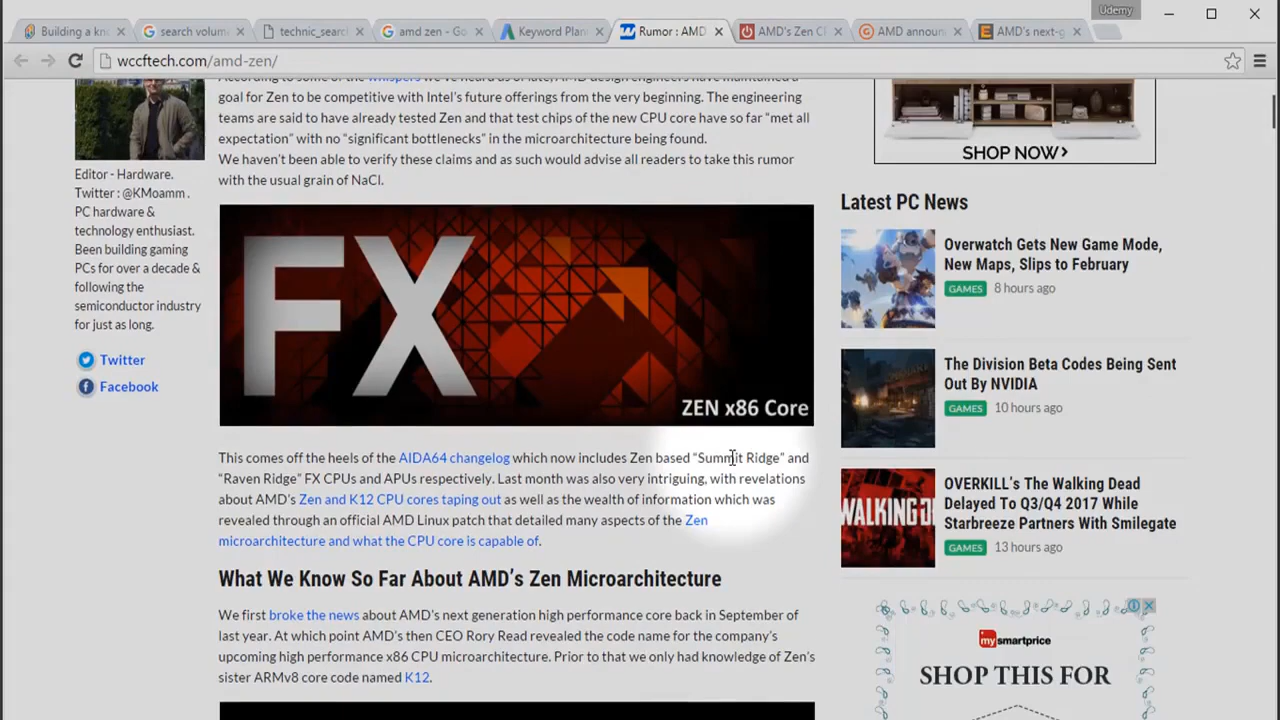 Udemy
Building a kn
search volum
technic_searc
amd zen - Go
Keyword Plan
Rumor : AMD
AMD's Zen Cl
AMD announ
AMD's next-g
wccftech.com/amd-zen/
goal for Zen to be competitive with Intel's future offerings from the very beginning. The engineering
teams are said to have already tested Zen and that test chips of the new CPU core have so far "met all
expectation" with no "significant bottlenecks" in the microarchitecture being found.
We haven't been able to verify these claims and as such would advise all readers to take this rumor
with the usual grain of NaCl.
Editor - Hardware.
Twitter : @KMoamm .
PC hardware &
technology enthusiast.
Been building gaming
PCs for over a decade &
following the
semiconductor industry
for just as long.
Twitter
Facebook
FX
ZEN x86 Core
This comes off the heels of the AIDA64 changelog which now includes Zen based "Summit Ridge" and
"Raven Ridge" FX CPUs and APUs respectively. Last month was also very intriguing, with revelations
about AMD's Zen and K12 CPU cores taping out as well as the wealth of information which was
revealed through an official AMD Linux patch that detailed many aspects of the Zen
microarchitecture and what the CPU core is capable of.
What We Know So Far About AMD's Zen Microarchitecture
We first broke the news about AMD's next generation high performance core back in September of
last year. At which point AMD's then CEO Rory Read revealed the code name for the company's
upcoming high performance x86 CPU microarchitecture. Prior to that we only had knowledge of Zen's
sister ARMv8 core code named K12.
SHOP NOW>
Latest PC News
Overwatch Gets New Game Mode,
New Maps, Slips to February
GAMES 8 hours ago
The Division Beta Codes Being Sent
Out By NVIDIA
GAMES 10 hours ago
WALKING D
OVERKILL's The Walking Dead
Delayed To Q3/Q4 2017 While
Starbreeze Partners With Smilegate
GAMES 13 hours ago
mysmartprice
SHOP THIS FOR